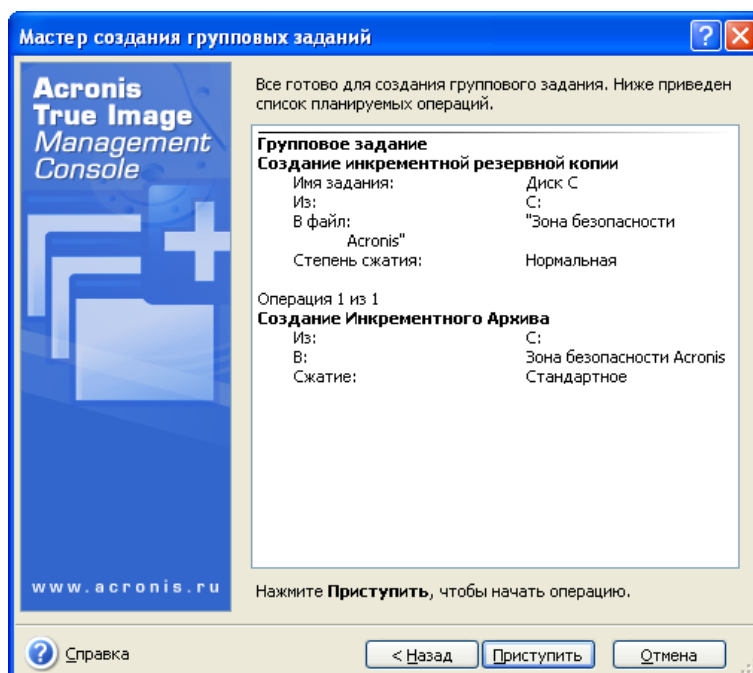 Мастер создания групповых заданий
Acronis
True Image
Management
Console
Все готово для создания группового задания. Ниже приведен
список планируемых операций.
Групповое задание
Создание инкрементной резервной копии
Имя задания: Диск C
Из: C:
В файл: "Зона безопасности
Acronis"
Степень сжатия: Нормальная
Операция 1 из 1
Создание Инкрементного Архива
Из: C:
В: Зона безопасности Acronis
Сжатие: Стандартное
www.acronis.ru
Нажмите Приступить, чтобы начать операцию.
Справка
< Назад
Приступить
Отмена